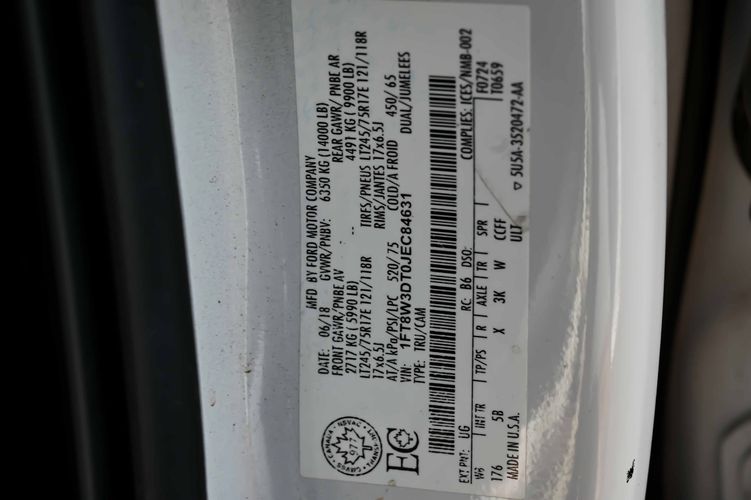 MFD. BY FORD MOTOR COMPANY
DATE: 06/18 GVWR/PNBV: 6350 KG (14000 LB)
FRONT GAWR/PNBE AV REAR GAWR/ PNBE AR
2717 KG (5990 LB) 4491 KG (9900 LB)
LT245/75R17E 121/118R TIRES/PNEUS LT245/75R17E 121/118R
17x6.5J RIMS/JANTES 17x6.5J
AT/A kPa/PSI/LPC 520/75 COLD/A FROID 450/65
VIN: 1FT8W3DT0JEC84631 DUAL/JUMELEES
TYPE: TRU/CAM
CANADA · NSVAC
977
EC
COMPLIES: ICES/NMB-002
EXT PNT: UG RC: B6 DSO: F0724
WB INT TR TP/PS R AXLE TR SPR T0659
176 5B X 3K W CCFF
MADE IN U.S.A. ULT ▽ 5U5A-3520472-AA